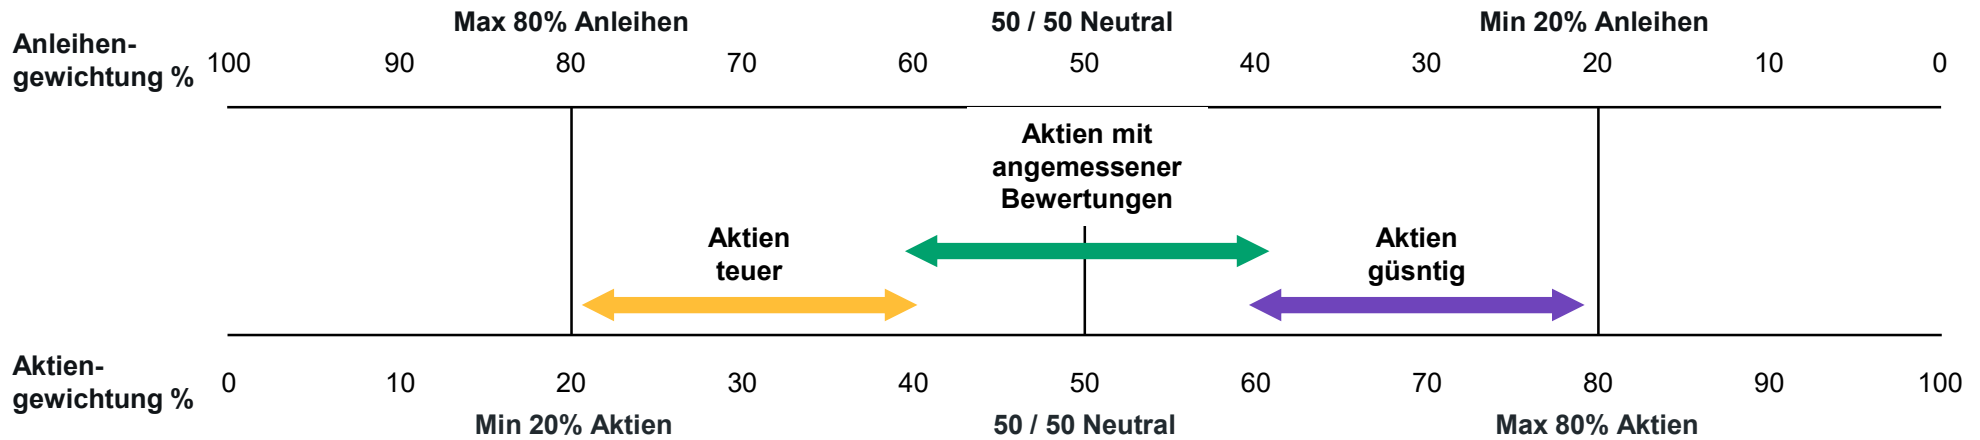 Max 80% Anleihen 50 / 50 Neutral Min 20% Anleihen
Anleihen-
gewichtung %
100 90 80 70 60 50 40 30 20 10 0
Aktien mit
angemessener
Bewertungen
Aktien
teuer
Aktien
güsntig
Aktien-
gewichtung %
0 10 20 30 40 50 60 70 80 90 100
Min 20% Aktien 50 / 50 Neutral Max 80% Aktien